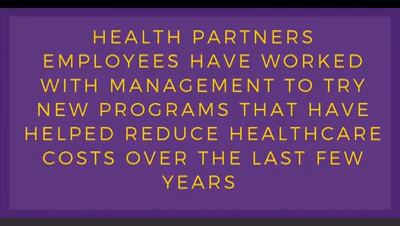 HEALTH PARTNERS
EMPLOYEES HAVE WORKED
WITH MANAGEMENT TO TRY
NEW PROGRAMS THAT HAVE
HELPED REDUCE HEALTHCARE
COSTS OVER THE LAST FEW
YEARS